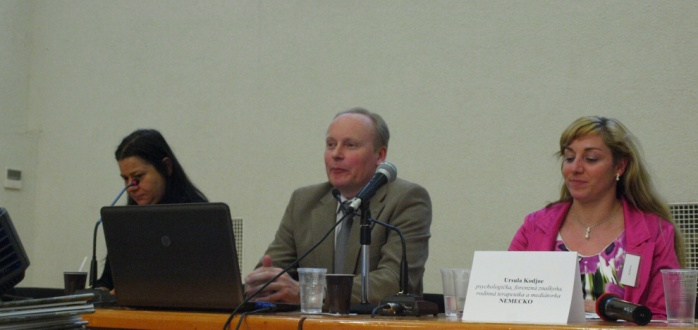 Ursula Kodjoe
psychologička, forenzná znalkyňa,
rodinná terapeutka a mediátorka
NEMECKO